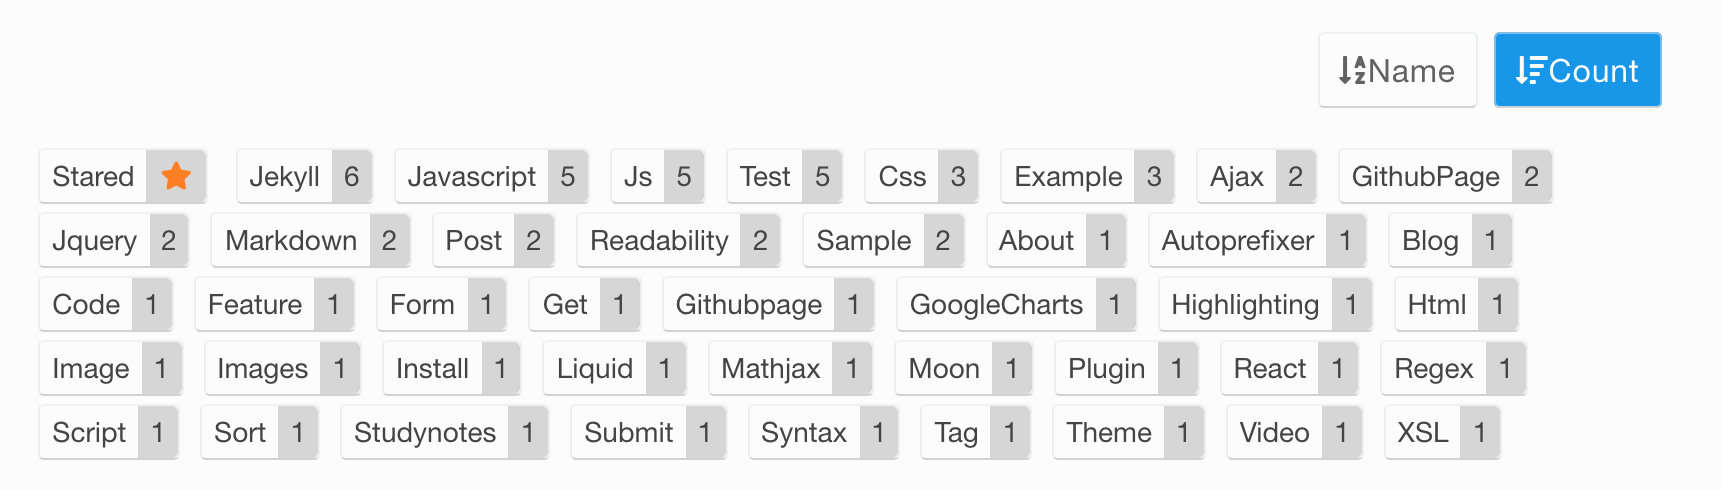 Name Count
Stared Jekyll 6 Javascript 5 Js 5 Test 5 Css 3 Example 3 Ajax 2 GithubPage 2
Jquery 2 Markdown 2 Post 2 Readability 2 Sample 2 About 1 Autoprefixer 1 Blog 1
Code 1 Feature 1 Form 1 Get 1 Githubpage 1 GoogleCharts 1 Highlighting 1 Html 1
Image 1 Images 1 Install 1 Liquid 1 Mathjax 1 Moon 1 Plugin 1 React 1 Regex 1
Script 1 Sort 1 Studynotes 1 Submit 1 Syntax 1 Tag 1 Theme 1 Video 1 XSL 1